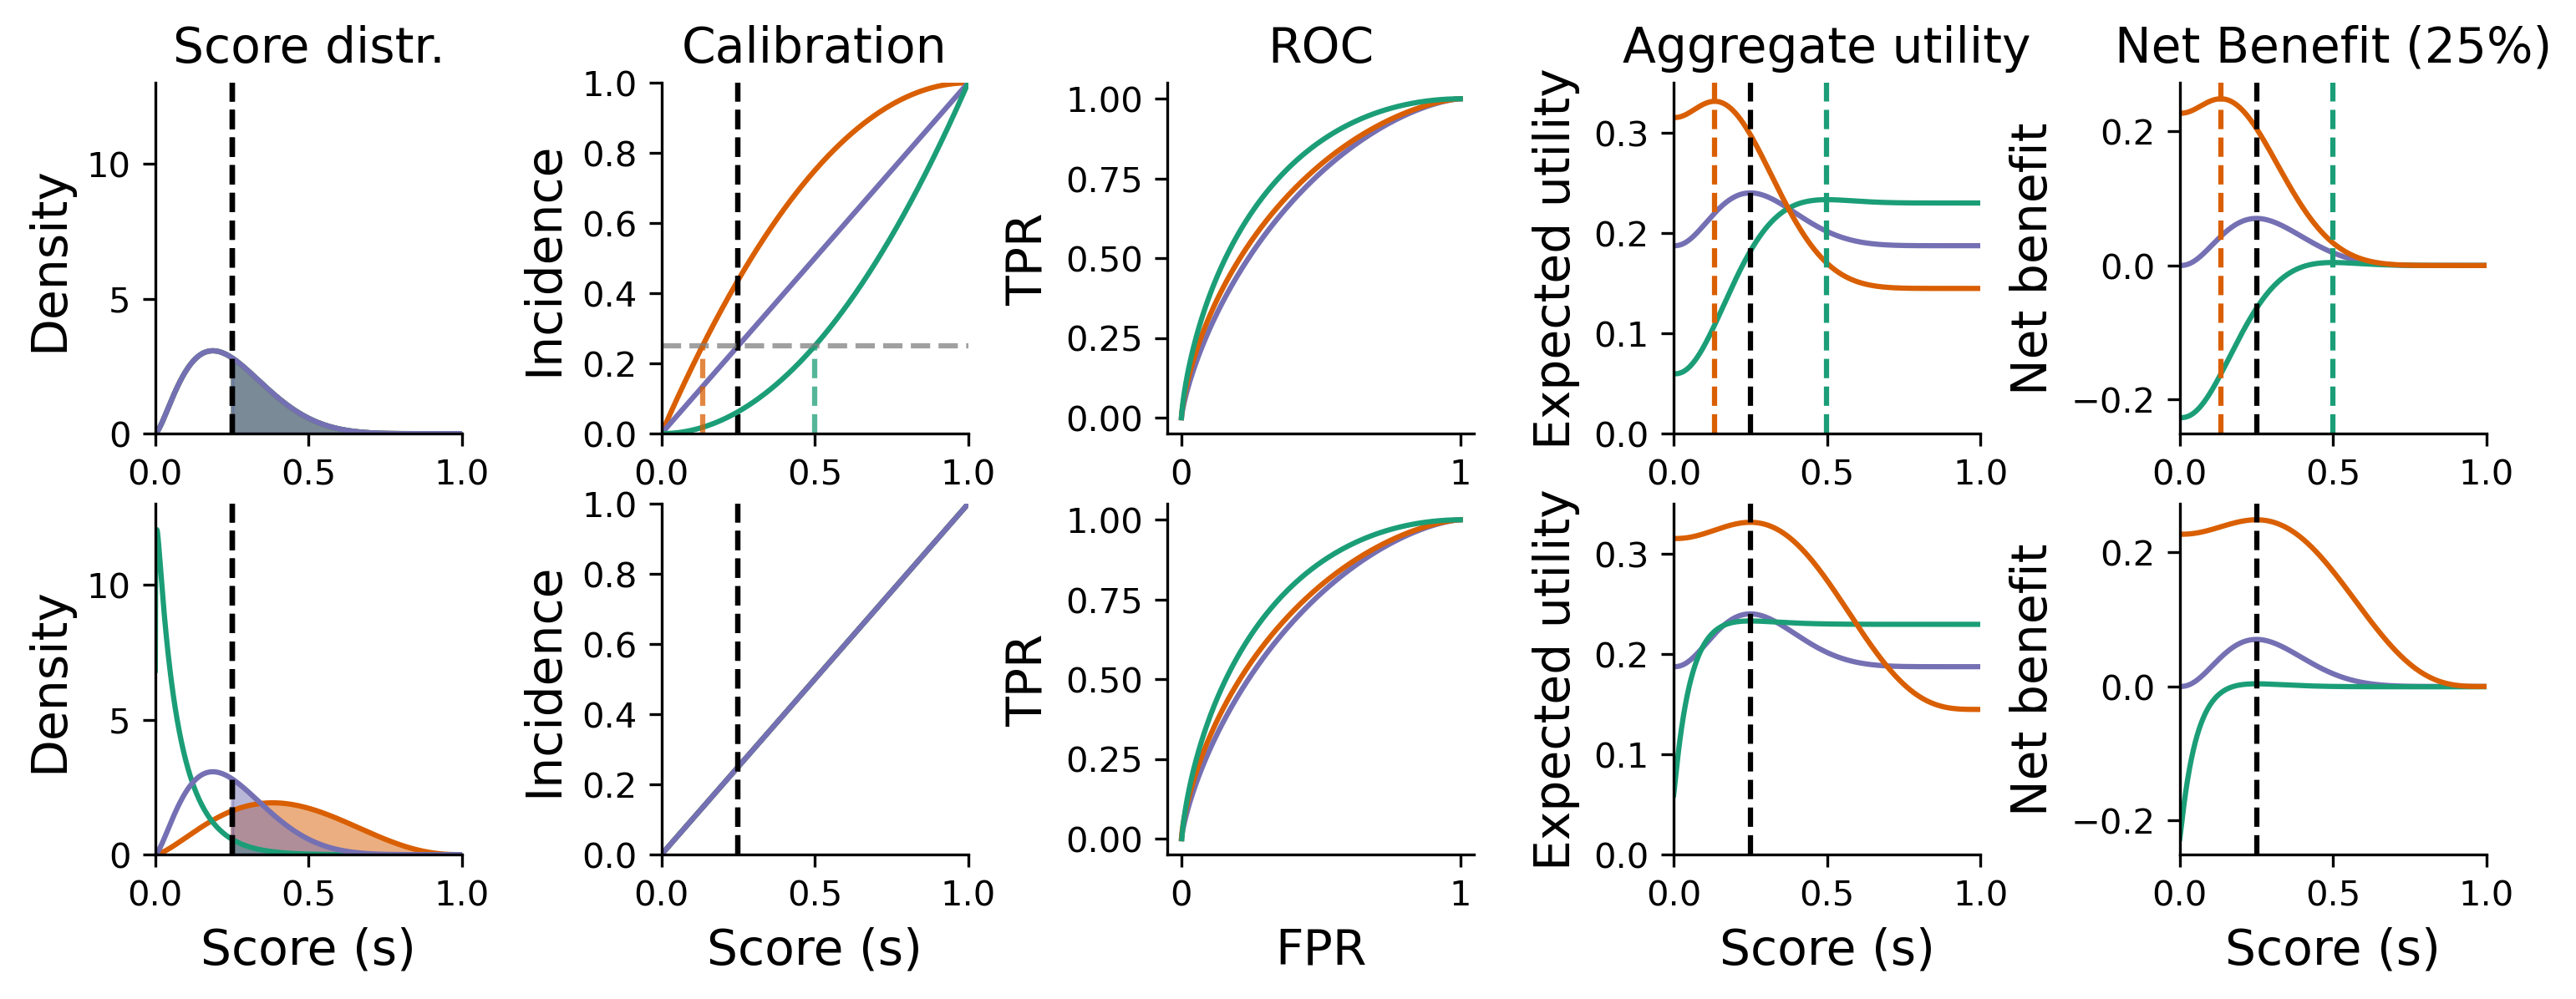 Score distr.
Calibration
ROC
Aggregate utility
Net Benefit (25%)
Density
10
5
0
0.0 0.5 1.0
Incidence
1.0
0.8
0.6
0.4
0.2
0.0
0.0 0.5 1.0
TPR
1.00
0.75
0.50
0.25
0.00
0 1
Expected utility
0.3
0.2
0.1
0.0
0.0 0.5 1.0
Net benefit
0.2
0.0
−0.2
0.0 0.5 1.0
Density
10
5
0
0.0 0.5 1.0
Score (s)
Incidence
1.0
0.8
0.6
0.4
0.2
0.0
0.0 0.5 1.0
Score (s)
TPR
1.00
0.75
0.50
0.25
0.00
0 1
FPR
Expected utility
0.3
0.2
0.1
0.0
0.0 0.5 1.0
Score (s)
Net benefit
0.2
0.0
−0.2
0.0 0.5 1.0
Score (s)